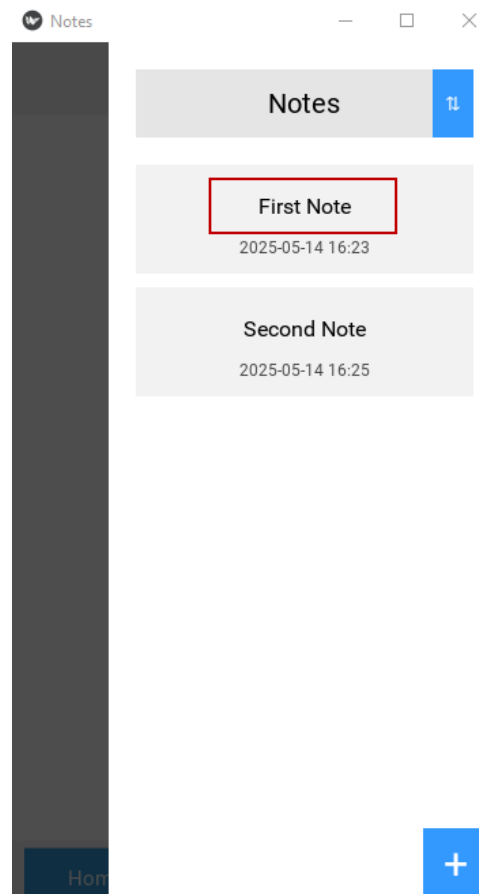 Notes
Notes
⇅
First Note
2025-05-14 16:23
Second Note
2025-05-14 16:25
+